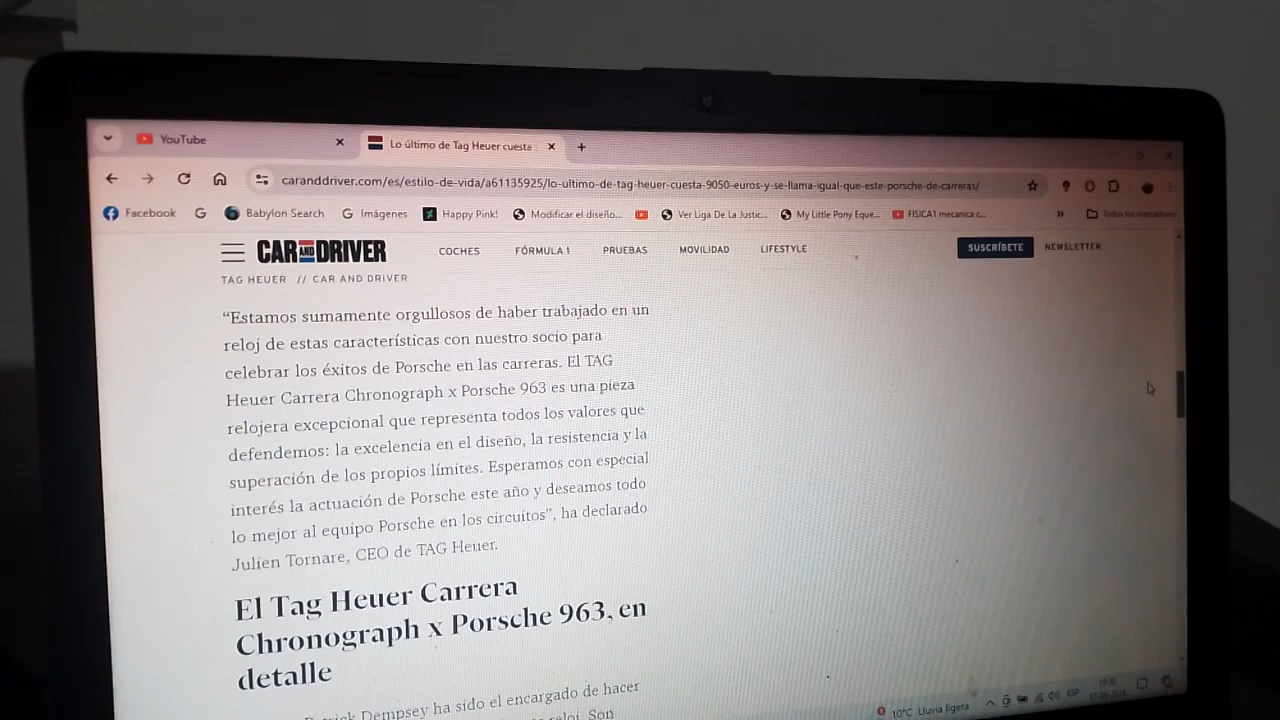 YouTube
Lo último de Tag Heuer cuesta
caranddriver.com/es/estilo-de-vida/a61135925/lo-ultimo-de-tag-heuer-cuesta-9050-euros-y-se-llama-igual-que-este-porsche-de-carreras/
Facebook Babylon Search Imágenes Happy Pink! Modificar el diseño... Ver Liga De La Justic... My Little Pony Eque... FISICA1 mecanica c... Todos los marcadores
CAR AND DRIVER COCHES FÓRMULA 1 PRUEBAS MOVILIDAD LIFESTYLE SUSCRÍBETE NEWSLETTER
TAG HEUER // CAR AND DRIVER
“Estamos sumamente orgullosos de haber trabajado en un
reloj de estas características con nuestro socio para
celebrar los éxitos de Porsche en las carreras. El TAG
Heuer Carrera Chronograph x Porsche 963 es una pieza
relojera excepcional que representa todos los valores que
defendemos: la excelencia en el diseño, la resistencia y la
superación de los propios límites. Esperamos con especial
interés la actuación de Porsche este año y deseamos todo
lo mejor al equipo Porsche en los circuitos”, ha declarado
Julien Tornare, CEO de TAG Heuer.
El Tag Heuer Carrera
Chronograph x Porsche 963, en
detalle
Dempsey ha sido el encargado de hacer
reloj. Son
10°C Lluvia ligera ESP